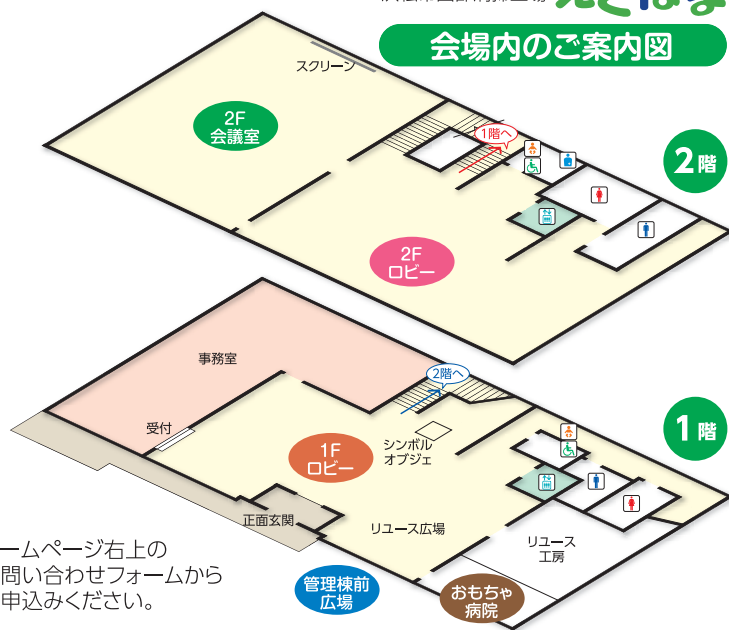 会場内のご案内図
スクリーン
2F
会議室
1階へ
2階
2F
ロビー
事務室
2階へ
受付
1F
ロビー
シンボル
オブジェ
1階
正面玄関
リユース広場
リユース
工房
ームページ右上の
問い合わせフォームから
申込みください。
管理棟前
広場
おもちゃ
病院